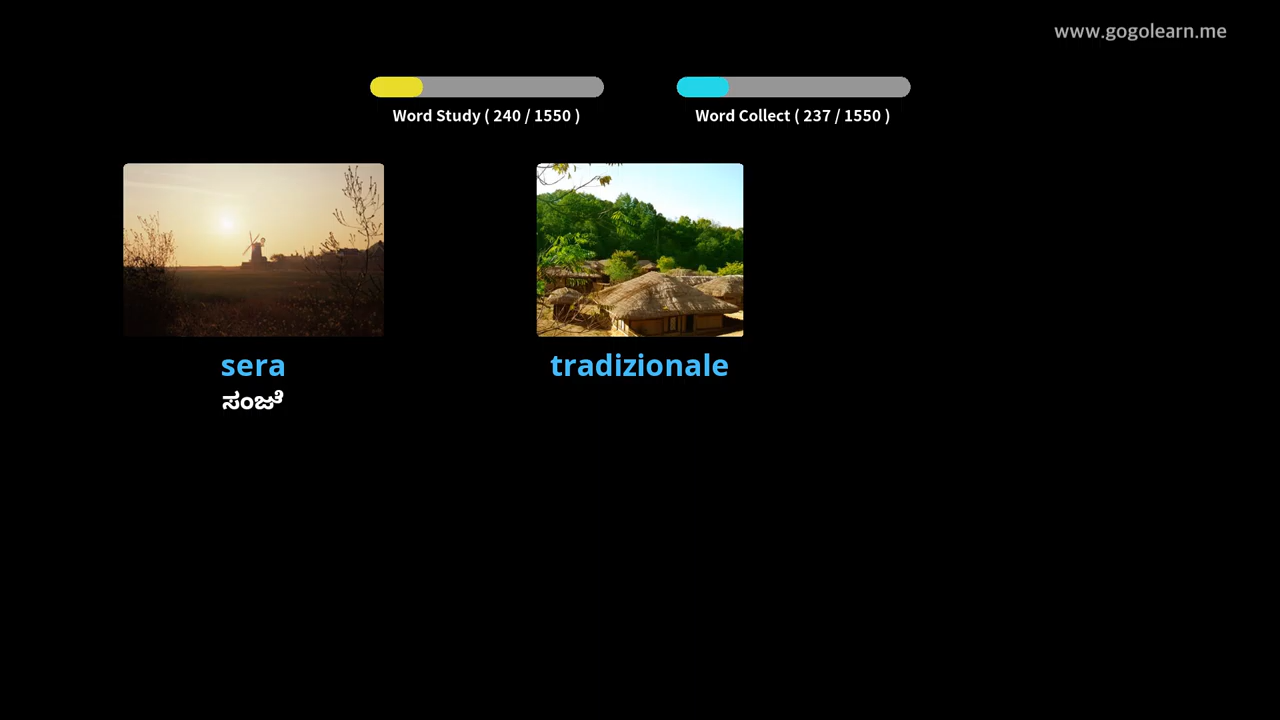 www.gogolearn.me
Word Study ( 240 / 1550 )
Word Collect ( 237 / 1550 )
sera
ಸಂಜೆ
tradizionale